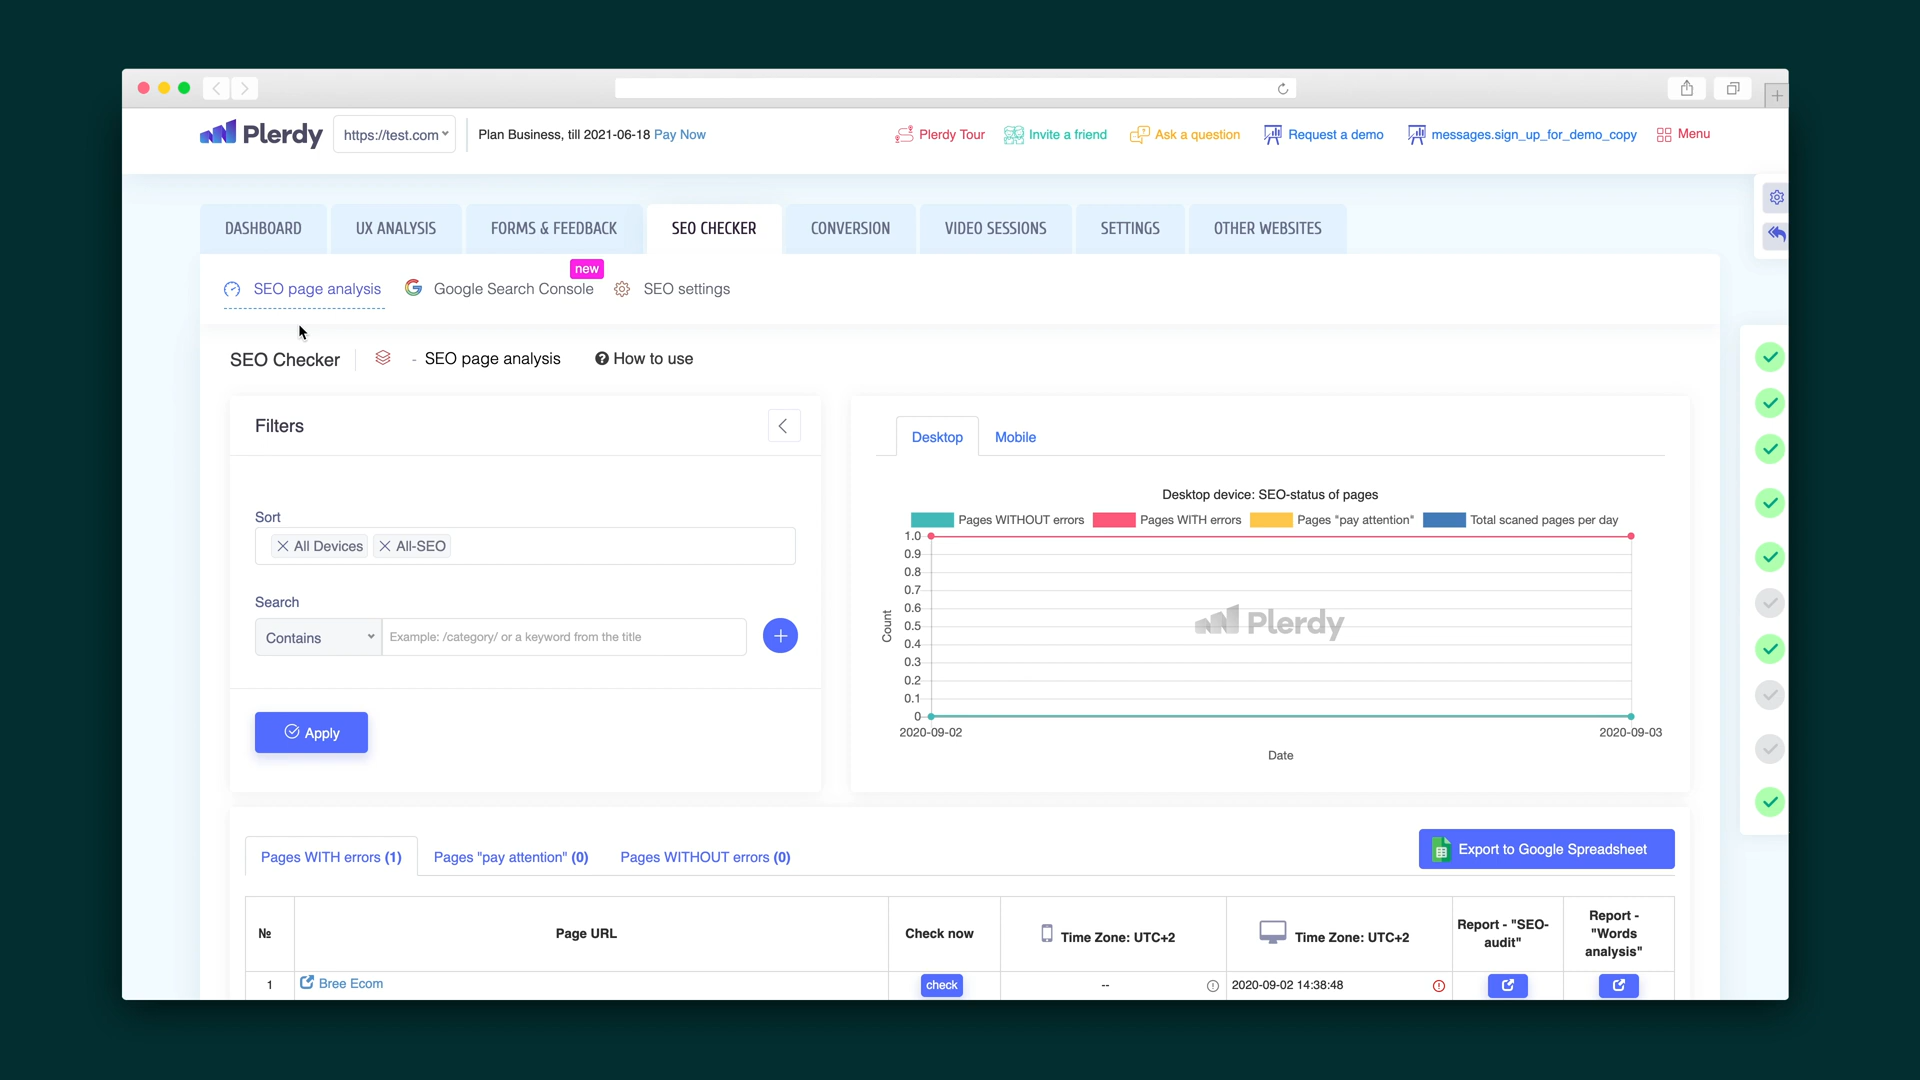 Plerdy
https://test.com
Plan Business, till 2021-06-18 Pay Now
Plerdy Tour
Invite a friend
Ask a question
Request a demo
messages.sign_up_for_demo_copy
Menu
DASHBOARD
UX ANALYSIS
FORMS & FEEDBACK
SEO CHECKER
CONVERSION
VIDEO SESSIONS
SETTINGS
OTHER WEBSITES
new
SEO page analysis
Google Search Console
SEO settings
SEO Checker
- SEO page analysis
How to use
Filters
Sort
All Devices
All-SEO
Search
Contains
Example: /category/ or a keyword from the title
Apply
Desktop
Mobile
Desktop device: SEO-status of pages
Pages WITHOUT errors
Pages WITH errors
Pages "pay attention"
Total scaned pages per day
1.0
0.9
0.8
0.7
0.6
0.5
0.4
0.3
0.2
0.1
0
Count
Plerdy
2020-09-02
2020-09-03
Date
Pages WITH errors (1)
Pages "pay attention" (0)
Pages WITHOUT errors (0)
Export to Google Spreadsheet
№
Page URL
Check now
Time Zone: UTC+2
Time Zone: UTC+2
Report - "SEO-
audit"
Report -
"Words
analysis"
1
Bree Ecom
check
--
2020-09-02 14:38:48